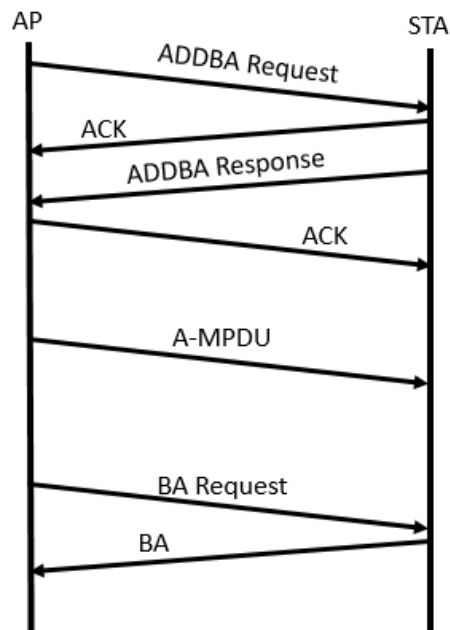 AP
STA
ADDBA Request
ACK
ADDBA Response
ACK
A-MPDU
BA Request
BA